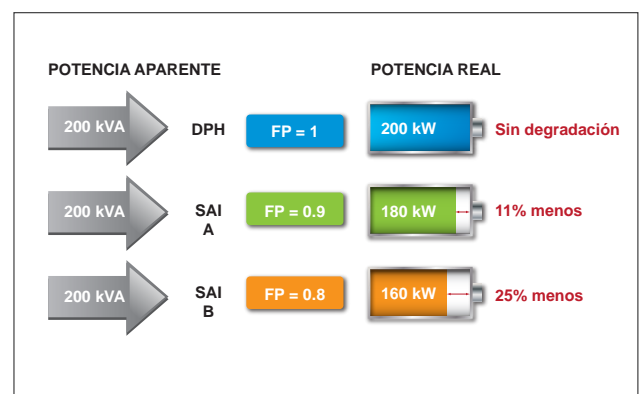 POTENCIA APARENTE POTENCIA REAL
200 kVA DPH FP = 1 200 kW Sin degradación
200 kVA SAI A FP = 0.9 180 kW 11% menos
200 kVA SAI B FP = 0.8 160 kW 25% menos